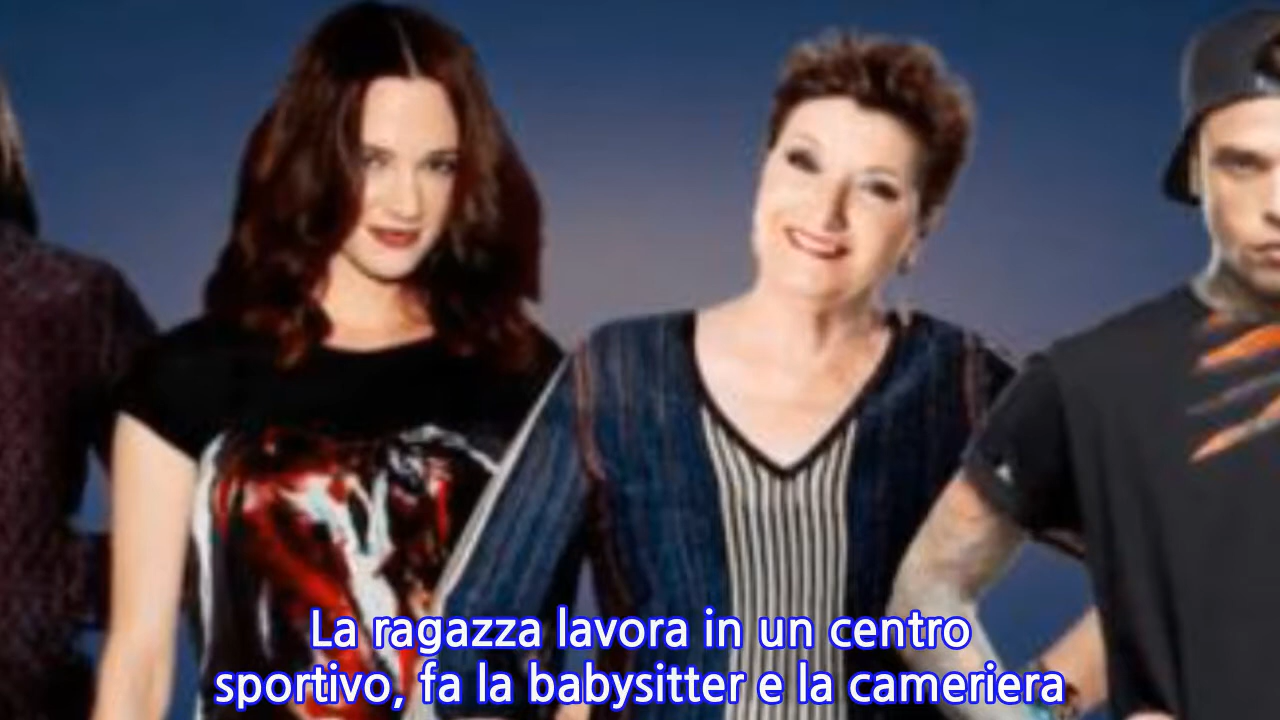 La ragazza lavora in un centro
sportivo, fa la babysitter e la cameriera